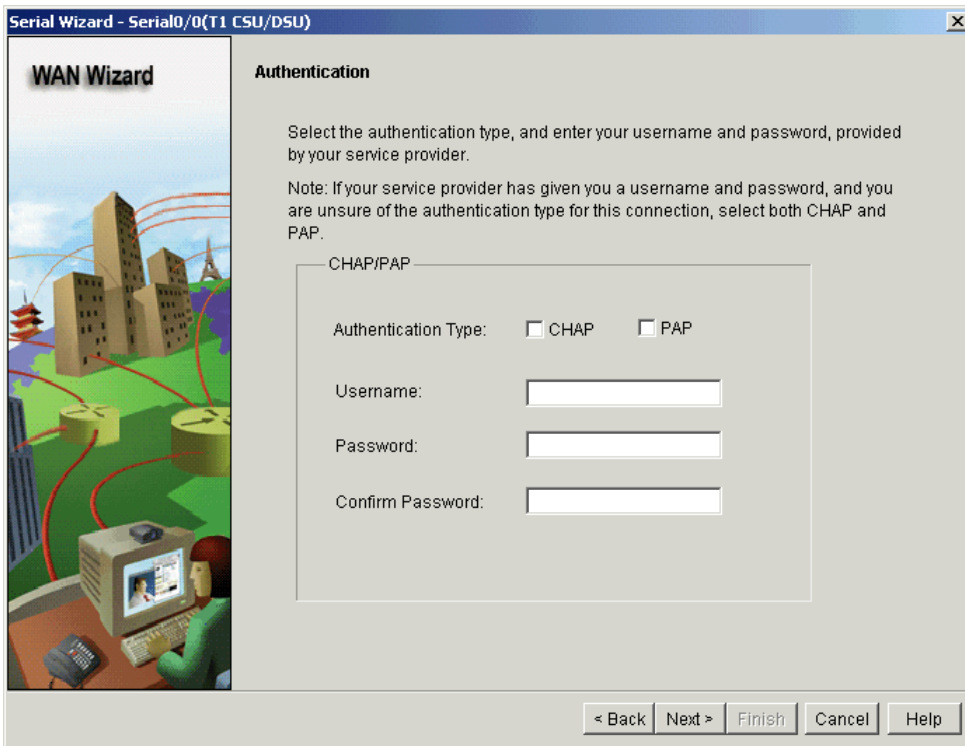 Serial Wizard - Serial0/0(T1 CSU/DSU)
WAN Wizard
Authentication
Select the authentication type, and enter your username and password, provided
by your service provider.
Note: If your service provider has given you a username and password, and you
are unsure of the authentication type for this connection, select both CHAP and
PAP.
CHAP/PAP
Authentication Type: CHAP PAP
Username:
Password:
Confirm Password:
< Back Next > Finish Cancel Help